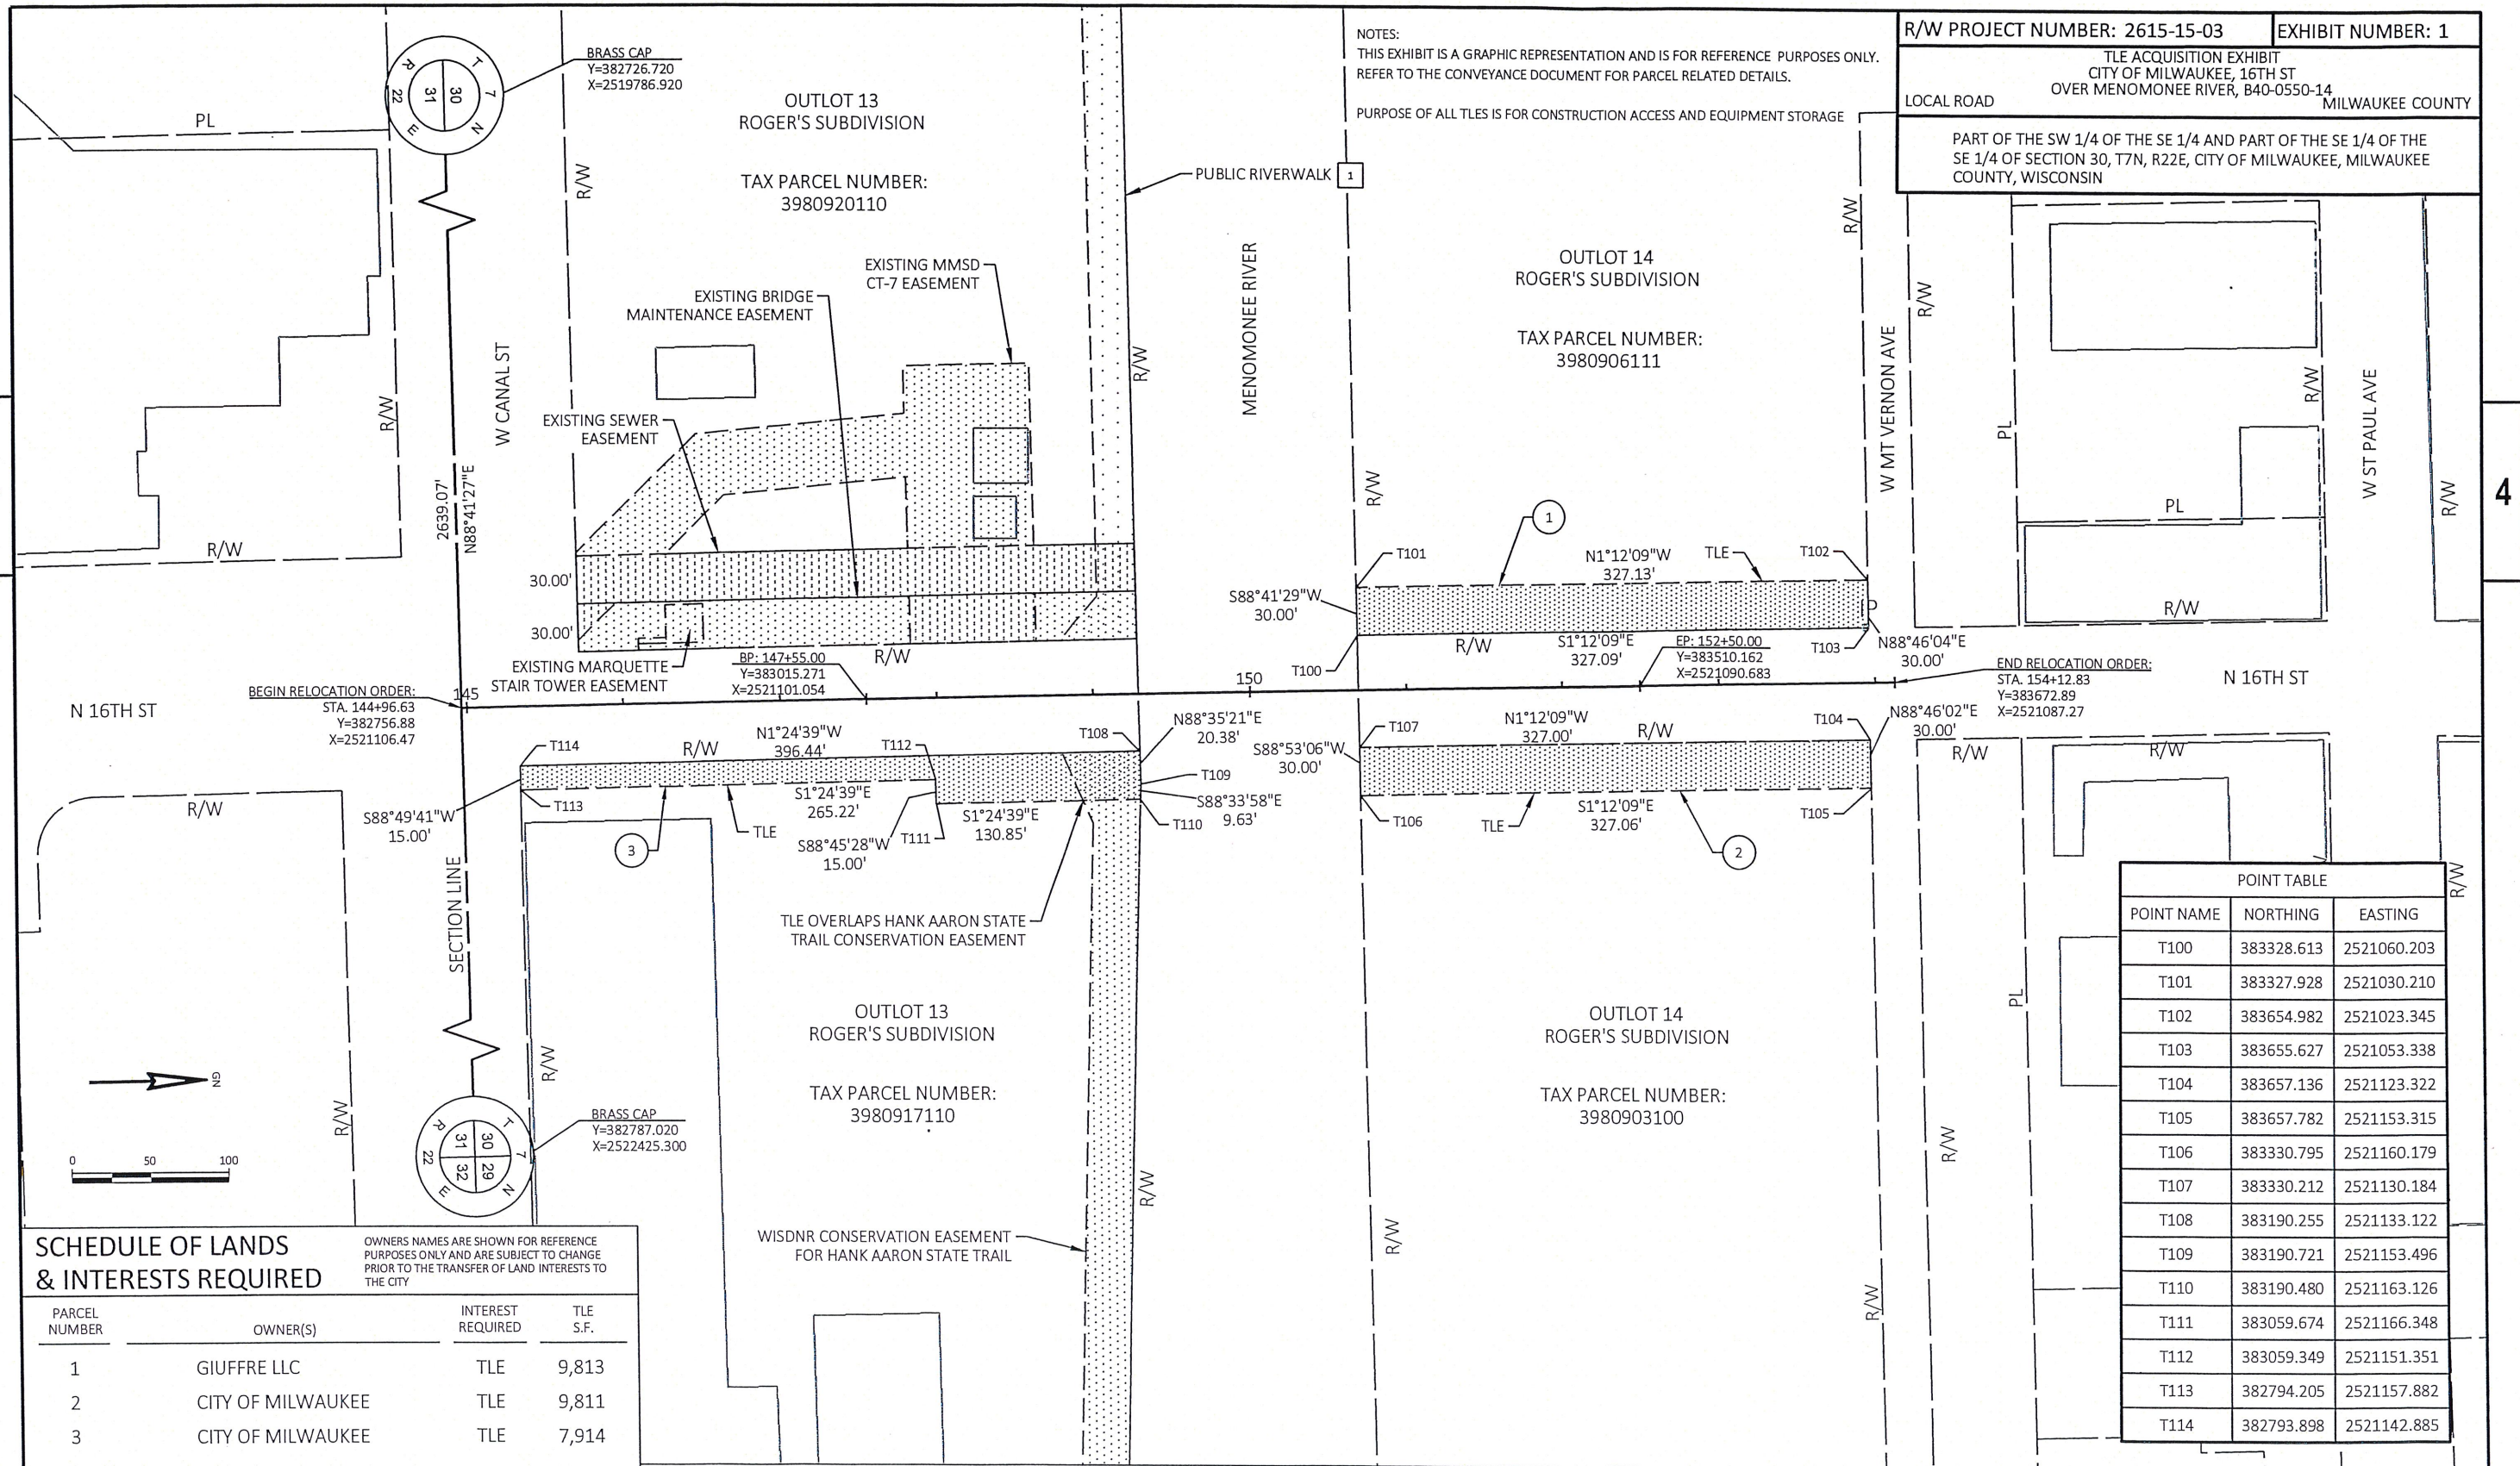 R/W PROJECT NUMBER: 2615-15-03
EXHIBIT NUMBER: 1
TLE ACQUISITION EXHIBIT
CITY OF MILWAUKEE, 16TH ST
OVER MENOMONEE RIVER, B40-0550-14
LOCAL ROAD
MILWAUKEE COUNTY
PART OF THE SW 1/4 OF THE SE 1/4 AND PART OF THE SE 1/4 OF THE
SE 1/4 OF SECTION 30, T7N, R22E, CITY OF MILWAUKEE, MILWAUKEE
COUNTY, WISCONSIN
NOTES:
THIS EXHIBIT IS A GRAPHIC REPRESENTATION AND IS FOR REFERENCE PURPOSES ONLY.
REFER TO THE CONVEYANCE DOCUMENT FOR PARCEL RELATED DETAILS.
PURPOSE OF ALL TLES IS FOR CONSTRUCTION ACCESS AND EQUIPMENT STORAGE
T 7 N
R 22 E
31 30
BRASS CAP
Y=382726.720
X=2519786.920
PL
OUTLOT 13
ROGER'S SUBDIVISION
TAX PARCEL NUMBER:
3980920110
R/W
PUBLIC RIVERWALK 1
MENOMONEE RIVER
OUTLOT 14
ROGER'S SUBDIVISION
TAX PARCEL NUMBER:
3980906111
R/W
R/W
W MT VERNON AVE
R/W
PL
R/W
W ST PAUL AVE
R/W
4
PL
R/W
EXISTING MMSD
CT-7 EASEMENT
EXISTING BRIDGE
MAINTENANCE EASEMENT
EXISTING SEWER
EASEMENT
W CANAL ST
R/W
R/W
R/W
2639.07'
N88°41'27"E
30.00'
30.00'
EXISTING MARQUETTE
STAIR TOWER EASEMENT
BP: 147+55.00
Y=383015.271
X=2521101.054
R/W
1
T101
N1°12'09"W
327.13'
TLE
T102
S88°41'29"W
30.00'
T100
R/W
S1°12'09"E
327.09'
EP: 152+50.00
Y=383510.162
X=2521090.683
T103
P
N88°46'04"E
30.00'
END RELOCATION ORDER:
STA. 154+12.83
Y=383672.89
X=2521087.27
N 16TH ST
N 16TH ST
BEGIN RELOCATION ORDER:
STA. 144+96.63
Y=382756.88
X=2521106.47
145
150
T114
R/W
N1°24'39"W
396.44'
T112
T108
N88°35'21"E
20.38'
T109
S88°33'58"E
9.63'
T110
S88°49'41"W
15.00'
T113
3
TLE
S1°24'39"E
265.22'
S88°45'28"W
15.00'
T111
S1°24'39"E
130.85'
S88°53'06"W
30.00'
T107
N1°12'09"W
327.00'
R/W
T104
N88°46'02"E
30.00'
T106
TLE
S1°12'09"E
327.06'
T105
2
R/W
R/W
R/W
SECTION LINE
TLE OVERLAPS HANK AARON STATE
TRAIL CONSERVATION EASEMENT
OUTLOT 13
ROGER'S SUBDIVISION
TAX PARCEL NUMBER:
3980917110
WISDNR CONSERVATION EASEMENT
FOR HANK AARON STATE TRAIL
R/W
OUTLOT 14
ROGER'S SUBDIVISION
TAX PARCEL NUMBER:
3980903100
R/W
R/W
R/W
PL
R/W
GN
0 50 100
R/W
R/W
T 7 N
R 22 E
31 30
32 29
BRASS CAP
Y=382787.020
X=2522425.300
POINT TABLE
POINT NAME NORTHING EASTING
T100 383328.613 2521060.203
T101 383327.928 2521030.210
T102 383654.982 2521023.345
T103 383655.627 2521053.338
T104 383657.136 2521123.322
T105 383657.782 2521153.315
T106 383330.795 2521160.179
T107 383330.212 2521130.184
T108 383190.255 2521133.122
T109 383190.721 2521153.496
T110 383190.480 2521163.126
T111 383059.674 2521166.348
T112 383059.349 2521151.351
T113 382794.205 2521157.882
T114 382793.898 2521142.885
SCHEDULE OF LANDS
& INTERESTS REQUIRED
OWNERS NAMES ARE SHOWN FOR REFERENCE
PURPOSES ONLY AND ARE SUBJECT TO CHANGE
PRIOR TO THE TRANSFER OF LAND INTERESTS TO
THE CITY
PARCEL NUMBER OWNER(S) INTEREST REQUIRED TLE S.F.
1 GIUFFRE LLC TLE 9,813
2 CITY OF MILWAUKEE TLE 9,811
3 CITY OF MILWAUKEE TLE 7,914